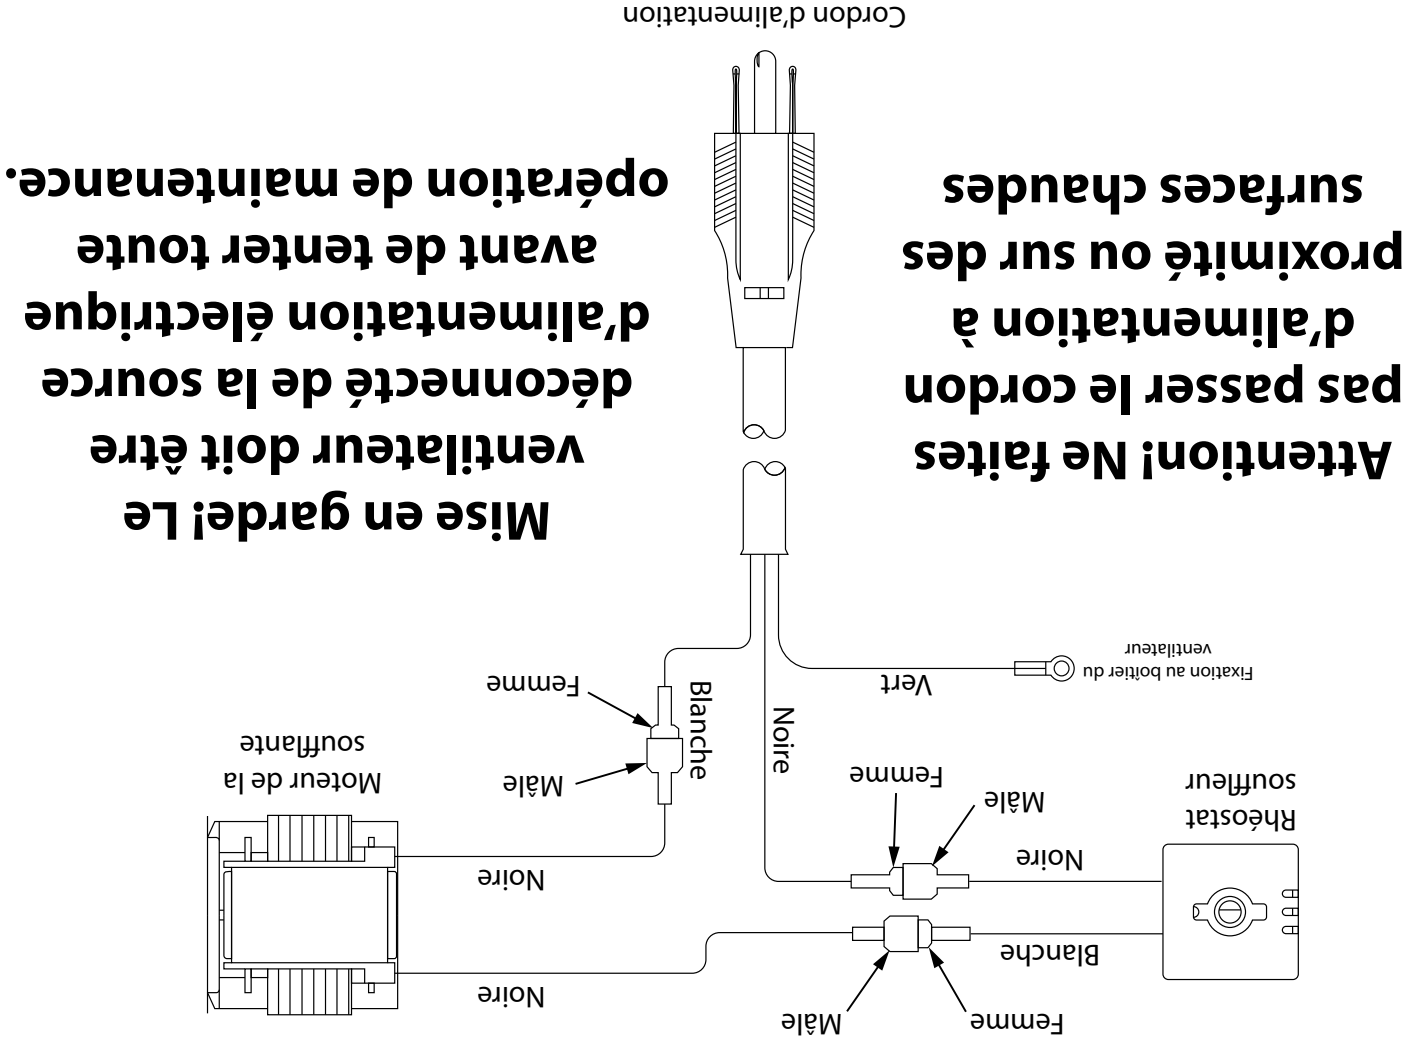 Femme
Mâle
Blanche
Noire
Rhéostat
souffleur
Noire
Mâle
Femme
Noire
Moteur de la
soufflante
Mâle
Femme
Blanche
Noire
Vert
Fixation au boîtier du
ventilateur
Attention! Ne faites
pas passer le cordon
d’alimentation à
proximité ou sur des
surfaces chaudes
Mise en garde! Le
ventilateur doit être
déconnecté de la source
d’alimentation électrique
avant de tenter toute
opération de maintenance.
Cordon d’alimentation